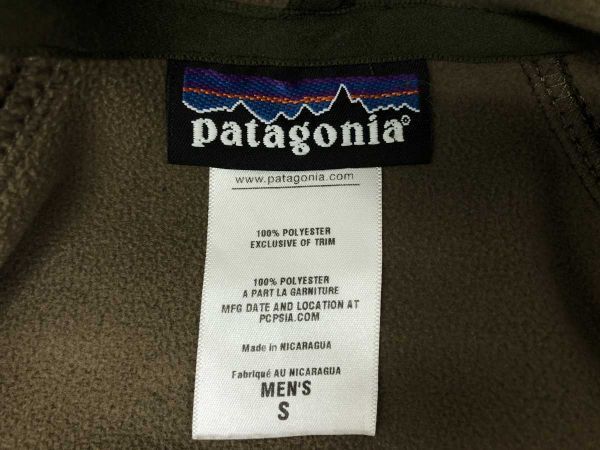 patagonia®
www.patagonia.com
100% POLYESTER
EXCLUSIVE OF TRIM
100% POLYESTER
A PART LA GARNITURE
MFG DATE AND LOCATION AT
PCPSIA.COM
Made in NICARAGUA
Fabriqué AU NICARAGUA
MEN'S
S